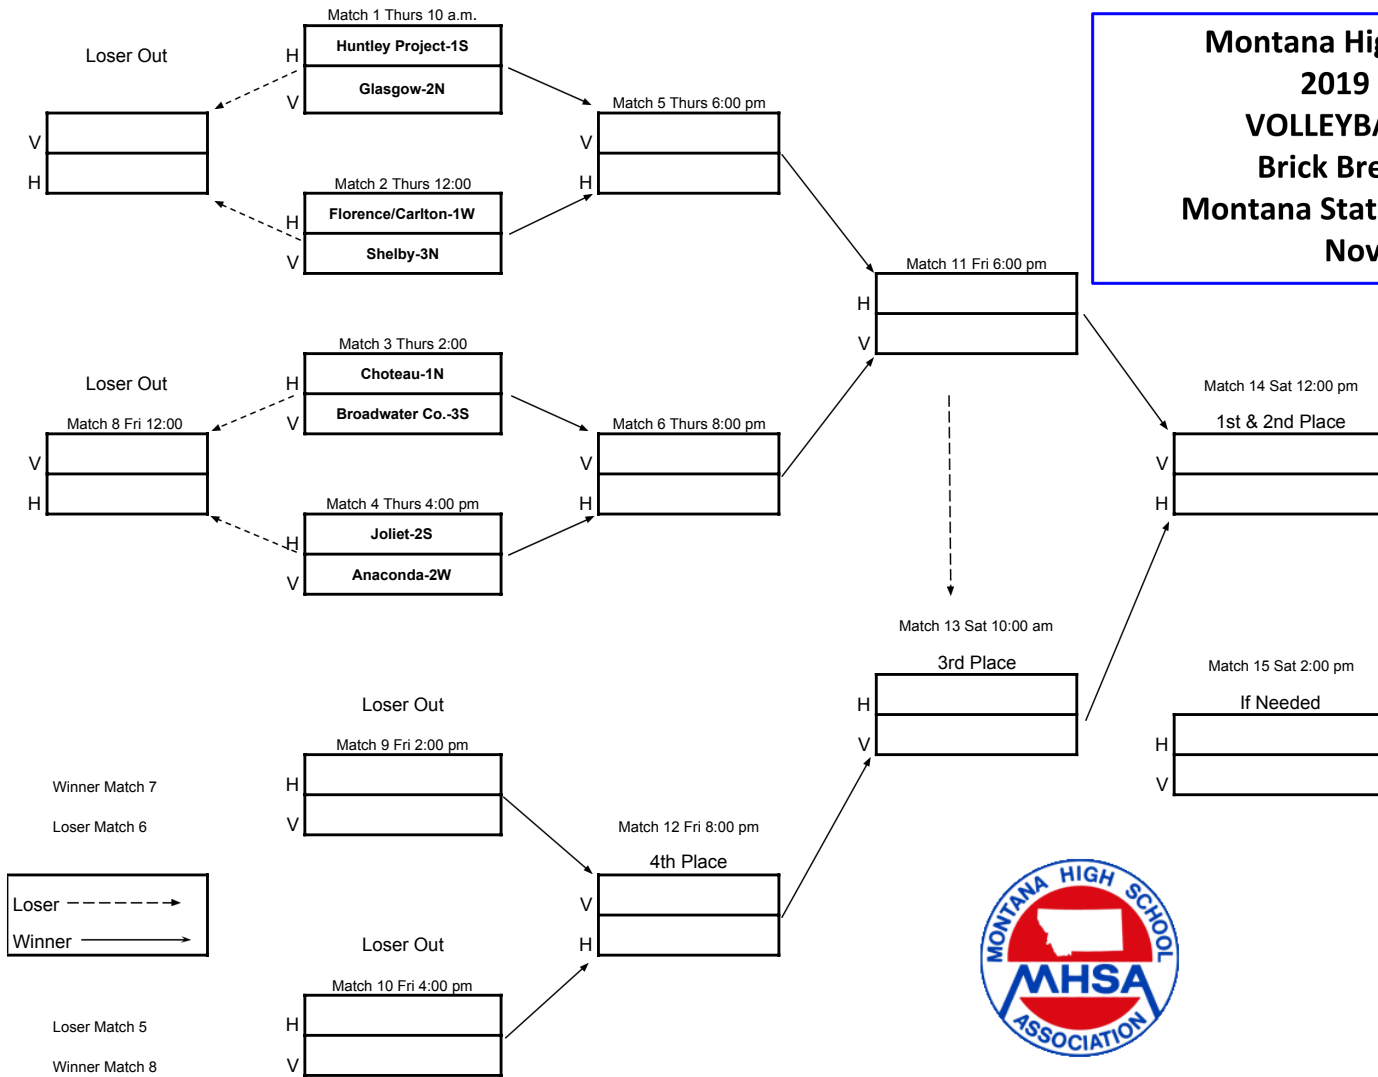 Match 1 Thurs 10 a.m.
Loser Out
H
Huntley Project-1S
V
Glasgow-2N
Montana Hig
2019
VOLLEYBA
Brick Bre
Montana Stat
Nov
Match 5 Thurs 6:00 pm
V
H
V
H
Match 2 Thurs 12:00
H
Florence/Carlton-1W
V
Shelby-3N
Match 11 Fri 6:00 pm
H
V
Match 3 Thurs 2:00
Loser Out
H
Choteau-1N
V
Broadwater Co.-3S
Match 8 Fri 12:00
V
H
Match 6 Thurs 8:00 pm
V
H
Match 14 Sat 12:00 pm
1st & 2nd Place
V
H
Match 4 Thurs 4:00 pm
H
Joliet-2S
V
Anaconda-2W
Match 13 Sat 10:00 am
3rd Place
H
V
Match 15 Sat 2:00 pm
If Needed
H
V
Loser Out
Match 9 Fri 2:00 pm
Winner Match 7
H
Loser Match 6
V
Match 12 Fri 8:00 pm
4th Place
V
H
Loser
Winner
Loser Out
Match 10 Fri 4:00 pm
Loser Match 5
H
Winner Match 8
V
MONTANA HIGH SCHOOL
MHSA
ASSOCIATION